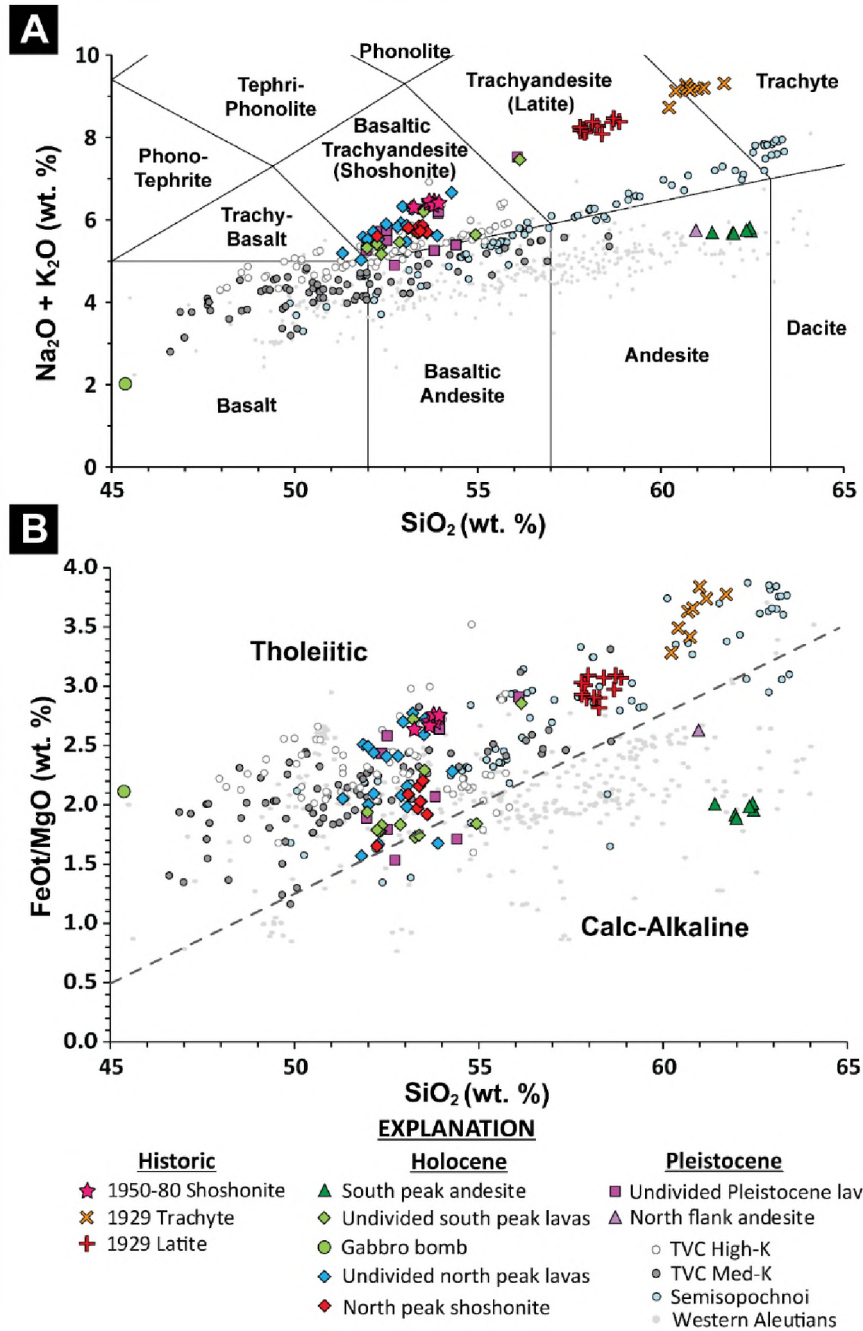 A
10
8
6
4
2
0
Na₂O + K₂O (wt. %)
Phonolite
Tephri-
Phonolite
Trachyandesite
(Latite)
Trachyte
Basaltic
Trachyandesite
(Shoshonite)
Phono-
Tephrite
Trachy-
Basalt
Basalt
Basaltic
Andesite
Andesite
Dacite
45
50
55
60
65
SiO₂ (wt. %)
B
4.0
3.5
3.0
2.5
2.0
1.5
1.0
0.5
0.0
FeOt/MgO (wt. %)
Tholeiitic
Calc-Alkaline
45
50
55
60
65
SiO₂ (wt. %)
EXPLANATION
Historic
1950-80 Shoshonite
1929 Trachyte
1929 Latite
Holocene
South peak andesite
Undivided south peak lavas
Gabbro bomb
Undivided north peak lavas
North peak shoshonite
Pleistocene
Undivided Pleistocene lav
North flank andesite
TVC High-K
TVC Med-K
Semisopochnoi
Western Aleutians